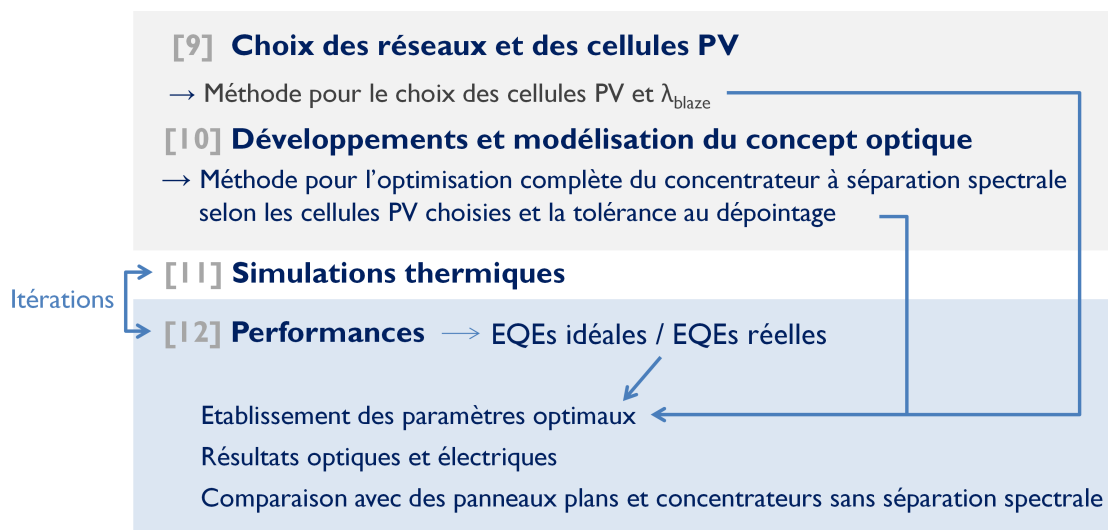 [9] Choix des réseaux et des cellules PV
→ Méthode pour le choix des cellules PV et λblaze
[10] Développements et modélisation du concept optique
→ Méthode pour l’optimisation complète du concentrateur à séparation spectrale
selon les cellules PV choisies et la tolérance au dépointage
[11] Simulations thermiques
Itérations
[12] Performances → EQEs idéales / EQEs réelles
Etablissement des paramètres optimaux
Résultats optiques et électriques
Comparaison avec des panneaux plans et concentrateurs sans séparation spectrale